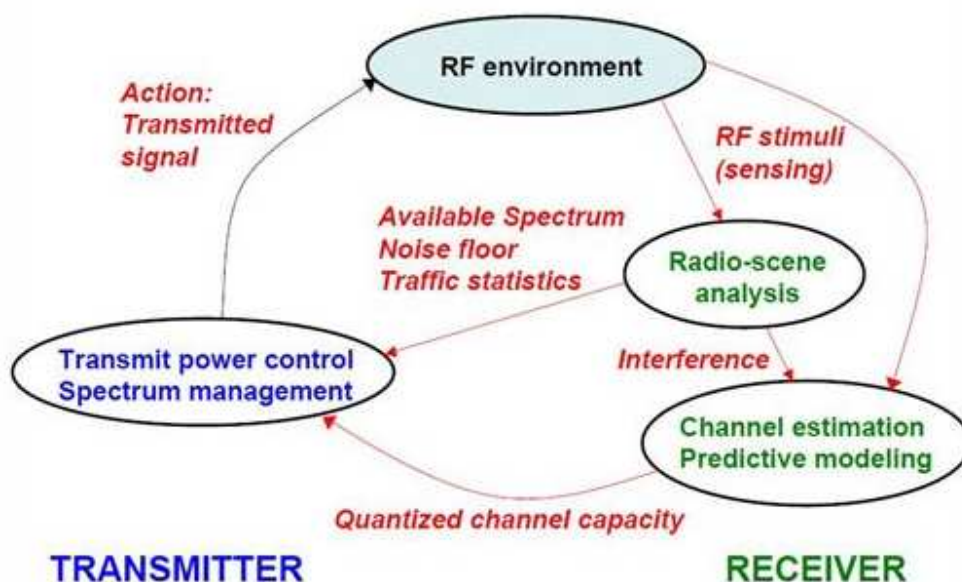 RF environment
Action:
Transmitted
signal
RF stimuli
(sensing)
Available Spectrum
Noise floor
Traffic statistics
Radio-scene
analysis
Transmit power control
Spectrum management
Interference
Channel estimation
Predictive modeling
Quantized channel capacity
TRANSMITTER
RECEIVER